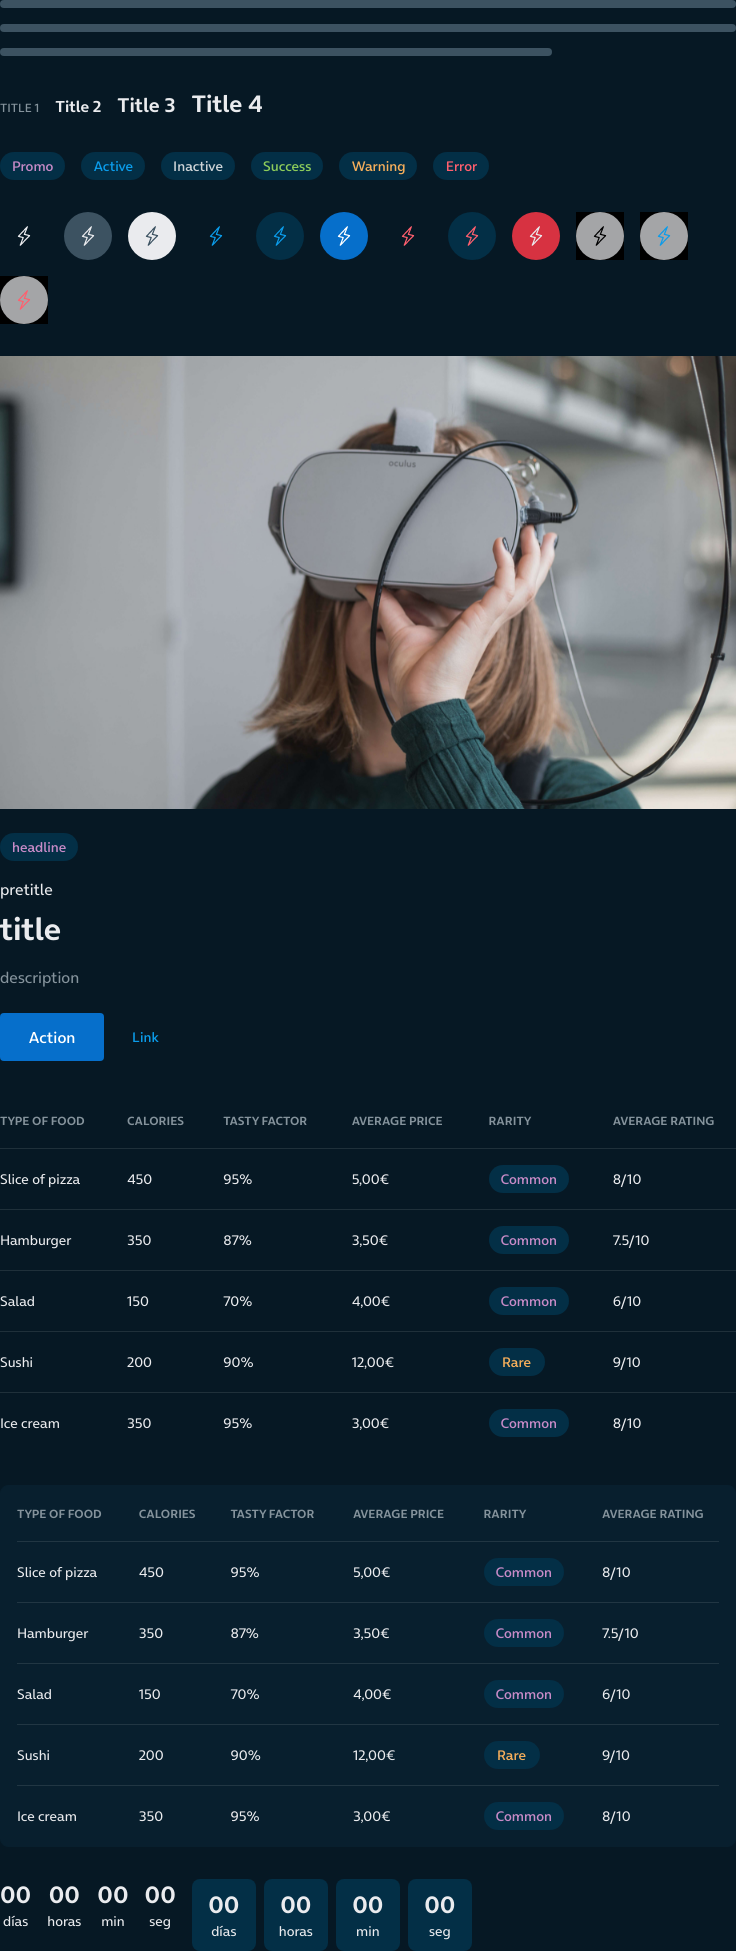 TITLE 1 Title 2 Title 3 Title 4
Promo Active Inactive Success Warning Error
oculus
headline
pretitle
title
description
Action Link
TYPE OF FOOD CALORIES TASTY FACTOR AVERAGE PRICE RARITY AVERAGE RATING
Slice of pizza 450 95% 5,00€ Common 8/10
Hamburger 350 87% 3,50€ Common 7.5/10
Salad 150 70% 4,00€ Common 6/10
Sushi 200 90% 12,00€ Rare 9/10
Ice cream 350 95% 3,00€ Common 8/10
TYPE OF FOOD CALORIES TASTY FACTOR AVERAGE PRICE RARITY AVERAGE RATING
Slice of pizza 450 95% 5,00€ Common 8/10
Hamburger 350 87% 3,50€ Common 7.5/10
Salad 150 70% 4,00€ Common 6/10
Sushi 200 90% 12,00€ Rare 9/10
Ice cream 350 95% 3,00€ Common 8/10
00 00 00 00 00 00 00 00
días horas min seg días horas min seg